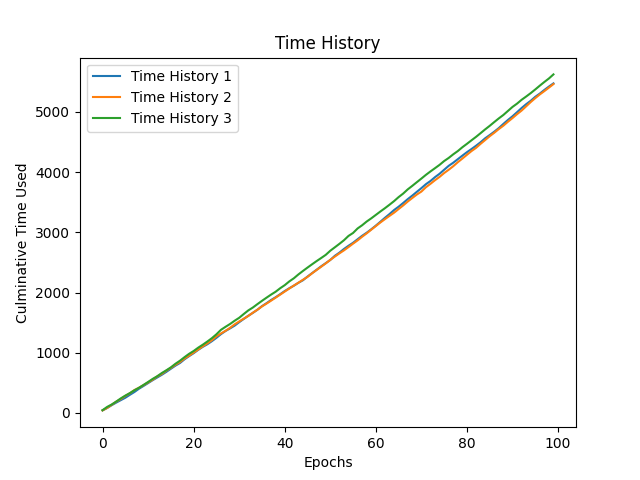 Time History
Time History 1
Time History 2
Time History 3
Culminative Time Used
5000
4000
3000
2000
1000
0
0 20 40 60 80 100
Epochs